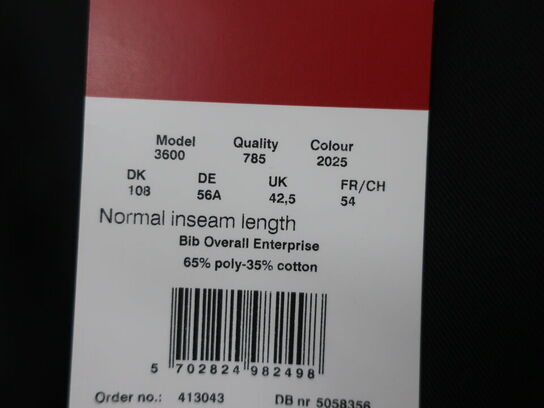 Model Quality Colour
3600 785 2025
DK DE UK FR/CH
108 56A 42,5 54
Normal inseam length
Bib Overall Enterprise
65% poly-35% cotton
5 702824 982498
Order no.: 413043 DB nr 5058356